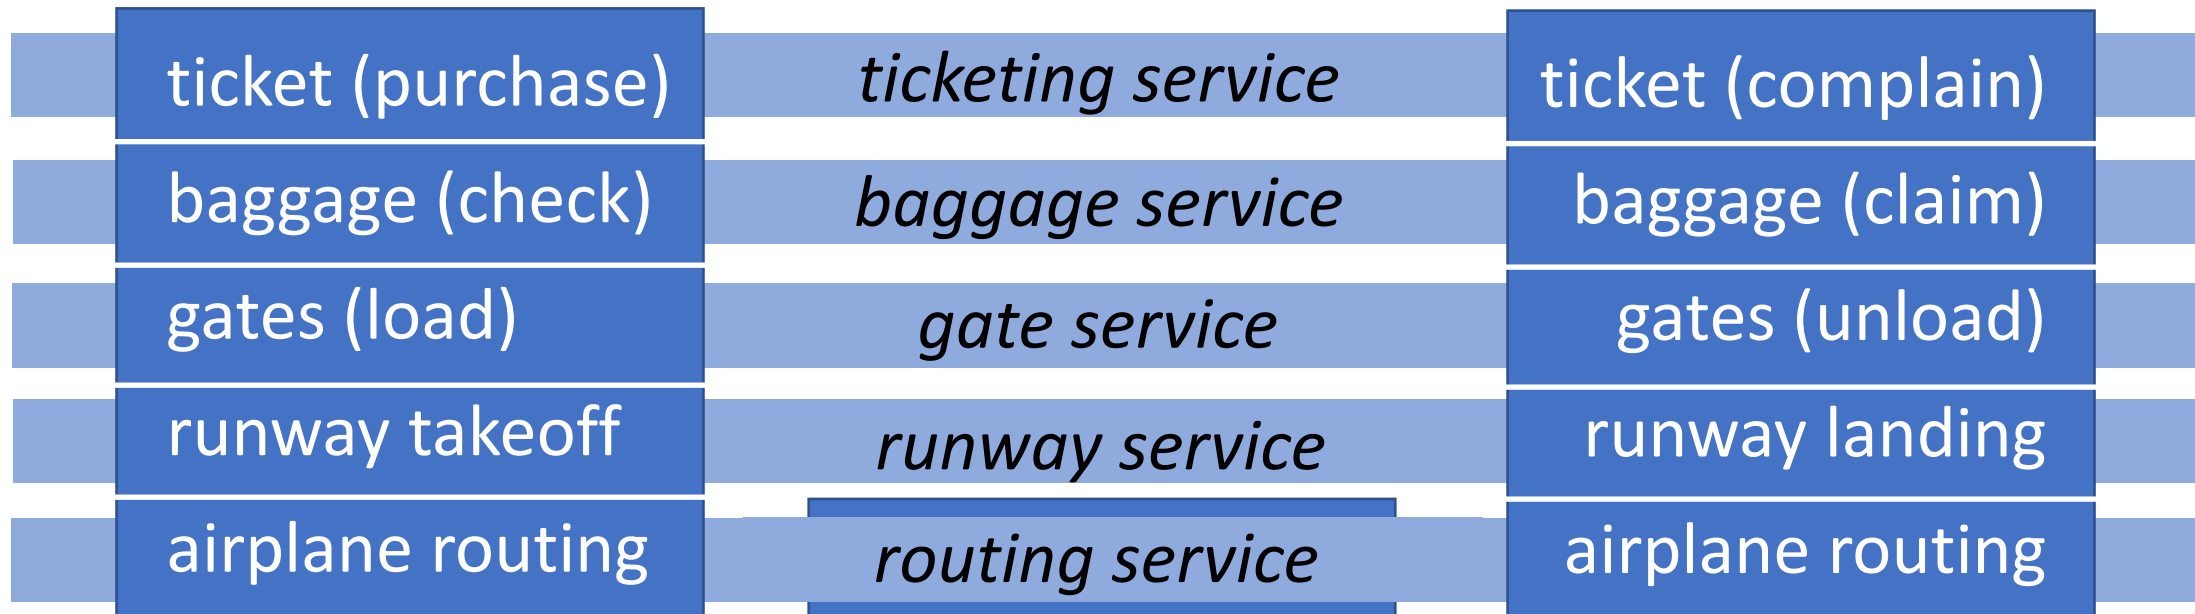 ticket (purchase) ticketing service ticket (complain)
baggage (check) baggage service baggage (claim)
gates (load) gate service gates (unload)
runway takeoff runway service runway landing
airplane routing routing service airplane routing